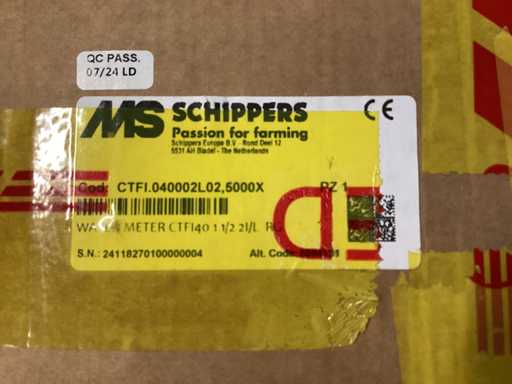 QC PASS.
07/24 LD
MS SCHIPPERS
Passion for farming
Schippers Europe B.V. - Rond Deel 12
5531 AH Bladel - The Netherlands
CE
Cod: CTFI.040002L02,5000X PZ 1
WATER METER CTFI40 1 1/2 2I/L
S.N.: 24118270100000004 Alt. Code: